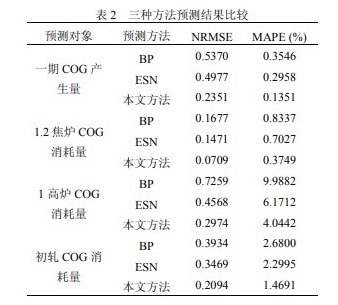 表 2 三种方法预测结果比较
预测对象 预测方法 NRMSE MAPE (%)
一期 COG 产生量 BP 0.5370 0.3546
ESN 0.4977 0.2958
本文方法 0.2351 0.1351
1.2 焦炉 COG 消耗量 BP 0.1677 0.8337
ESN 0.1471 0.7027
本文方法 0.0709 0.3749
1 高炉 COG 消耗量 BP 0.7259 9.9882
ESN 0.4568 6.1712
本文方法 0.2974 4.0442
初轧 COG 消耗量 BP 0.3934 2.6800
ESN 0.3469 2.2995
本文方法 0.2094 1.4691